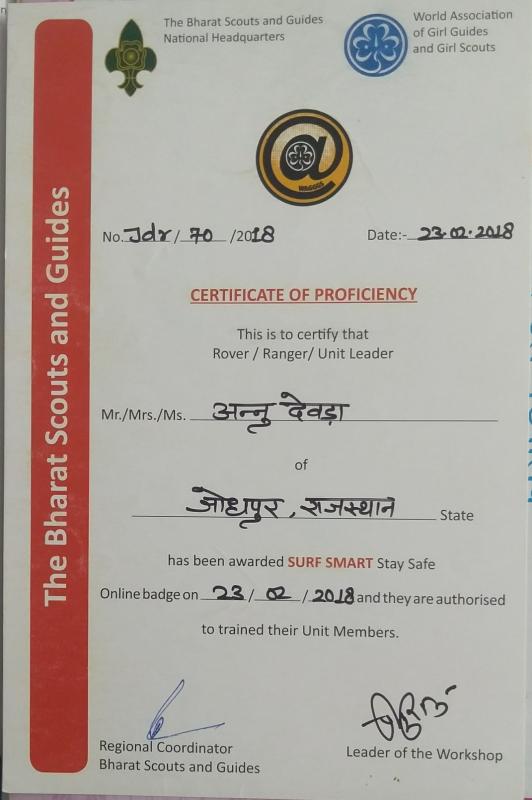 The Bharat Scouts and Guides
National Headquarters
World Association
of Girl Guides
and Girl Scouts
WAGGGS
The Bharat Scouts and Guides
No. Jdr / 70 /2018
Date:- 23.02.2018
CERTIFICATE OF PROFICIENCY
This is to certify that
Rover / Ranger/ Unit Leader
Mr./Mrs./Ms. अन्नु देवड़ा
of
जोधपुर, राजस्थान State
has been awarded SURF SMART Stay Safe
Online badge on 23 / 02 / 2018 and they are authorised
to trained their Unit Members.
Regional Coordinator
Bharat Scouts and Guides
Leader of the Workshop